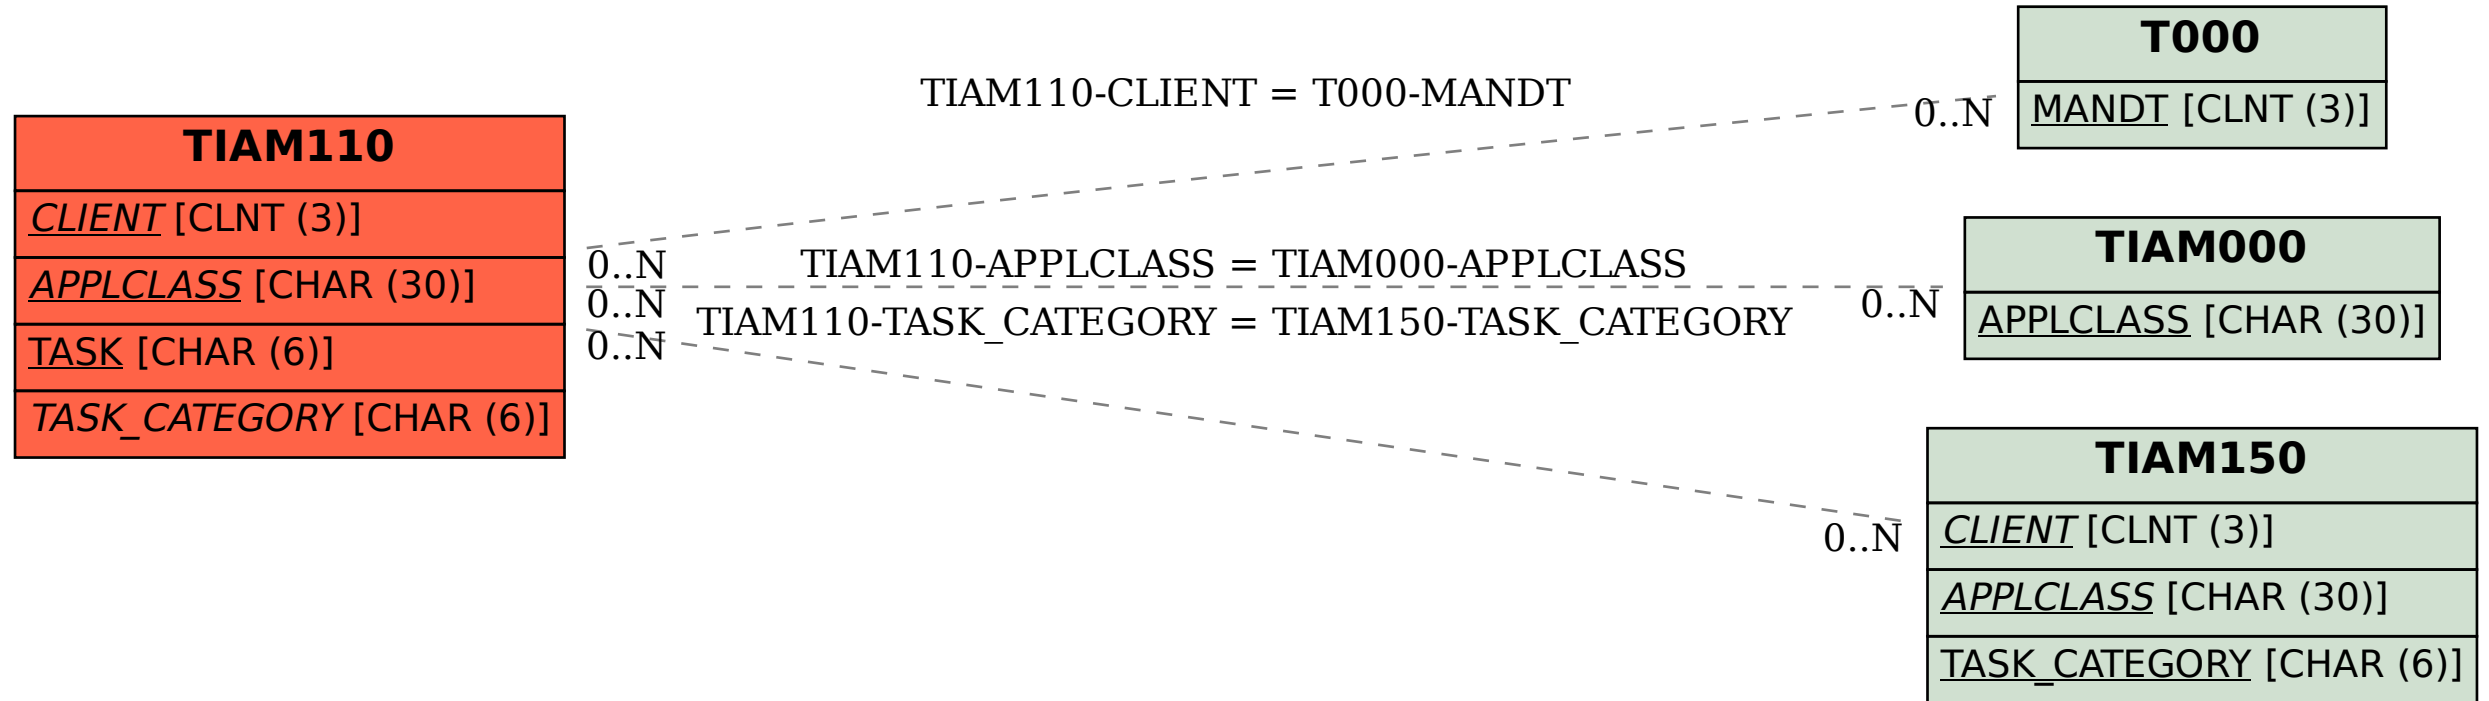 TIAM110
CLIENT [CLNT (3)]
APPLCLASS [CHAR (30)]
TASK [CHAR (6)]
TASK_CATEGORY [CHAR (6)]
TIAM110-CLIENT = T000-MANDT
0..N
0..N
TIAM110-APPLCLASS = TIAM000-APPLCLASS
0..N
0..N
TIAM110-TASK_CATEGORY = TIAM150-TASK_CATEGORY
0..N
0..N
T000
MANDT [CLNT (3)]
TIAM000
APPLCLASS [CHAR (30)]
TIAM150
CLIENT [CLNT (3)]
APPLCLASS [CHAR (30)]
TASK_CATEGORY [CHAR (6)]